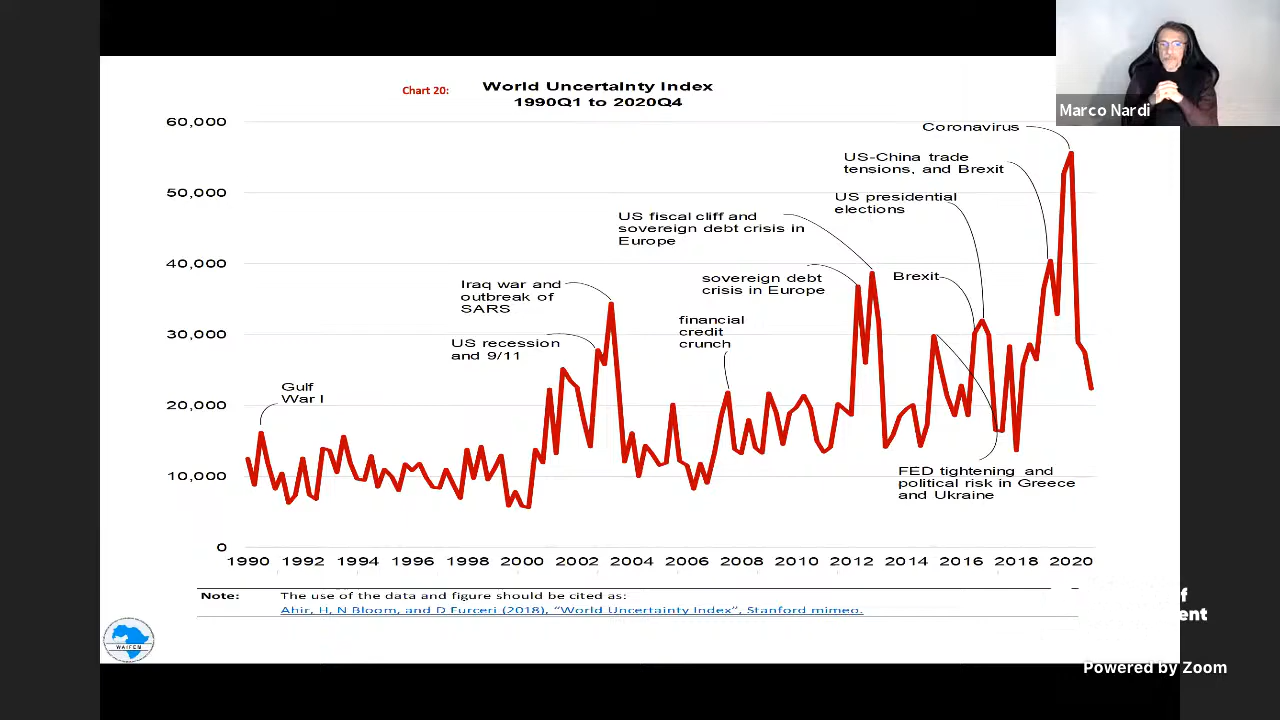 Chart 20:
World Uncertainty Index
1990Q1 to 2020Q4
Marco Nardi
60,000
50,000
40,000
30,000
20,000
10,000
0
Coronavirus
US-China trade
tensions, and Brexit
US presidential
elections
US fiscal cliff and
sovereign debt crisis in
Europe
sovereign debt
crisis in Europe
Brexit
Iraq war and
outbreak of
SARS
financial
credit
crunch
US recession
and 9/11
Gulf
War I
FED tightening and
political risk in Greece
and Ukraine
1990 1992 1994 1996 1998 2000 2002 2004 2006 2008 2010 2012 2014 2016 2018 2020
Note: The use of the data and figure should be cited as:
Ahir, H, N Bloom, and D Furceri (2018), “World Uncertainty Index”, Stanford mimeo.
WAIFEM
Powered by Zoom